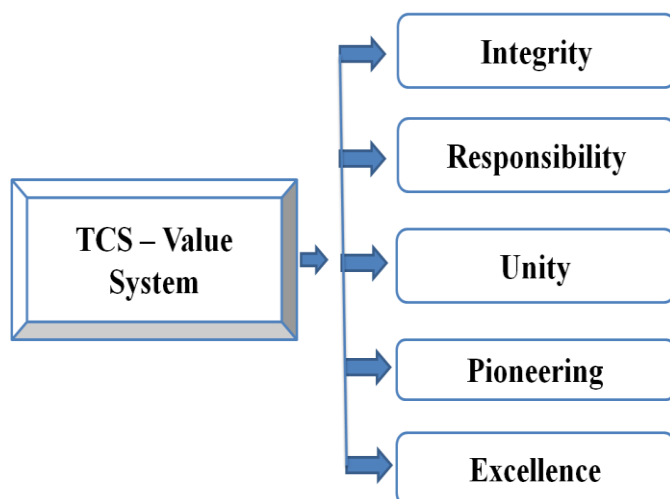 TCS – Value
System
Integrity
Responsibility
Unity
Pioneering
Excellence